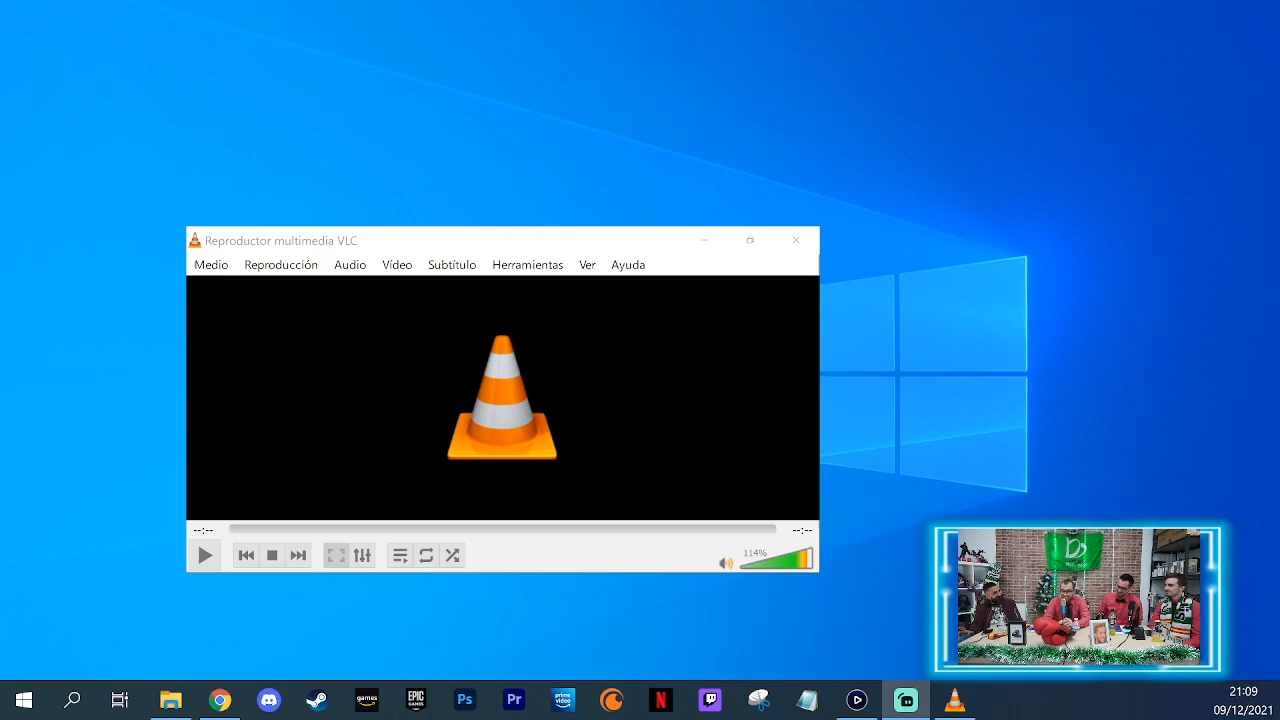 Reproductor multimedia VLC
Medio Reproducción Audio Vídeo Subtítulo Herramientas Ver Ayuda
--:-- --:--
114%
games
EPIC GAMES
Ps
Pr
prime video
N
21:09
09/12/2021